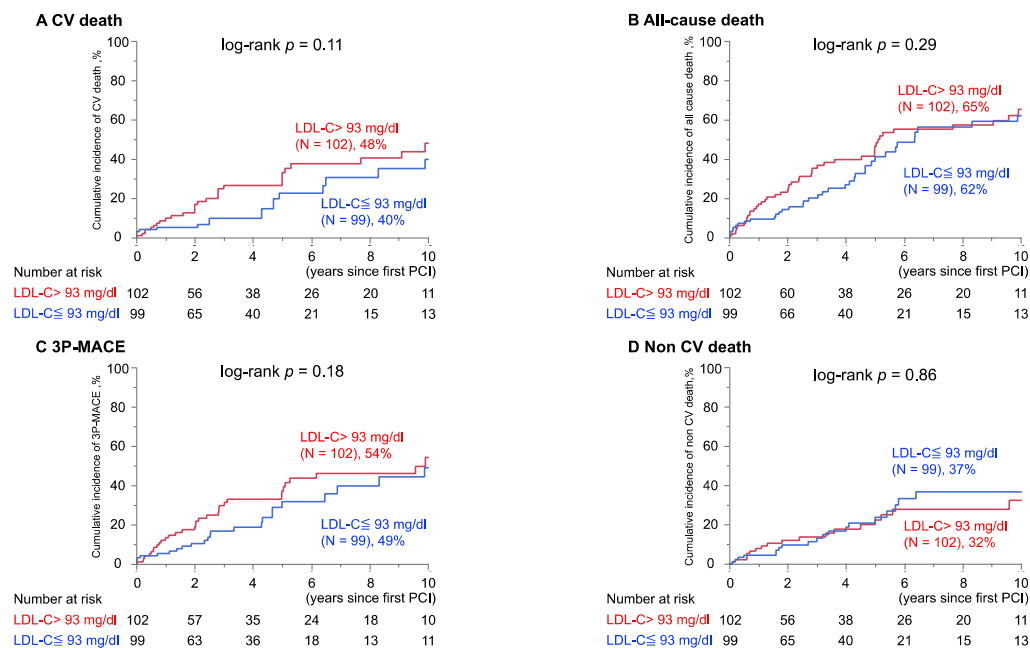 A CV death
log-rank p = 0.11
Cumulative incidence of CV death ,%
100
80
60
40
20
0
LDL-C> 93 mg/dl
(N = 102), 48%
LDL-C≦ 93 mg/dl
(N = 99), 40%
0 2 4 6 8 10
Number at risk (years since first PCI)
LDL-C> 93 mg/dl 102 56 38 26 20 11
LDL-C≦ 93 mg/dl 99 65 40 21 15 13
B All-cause death
log-rank p = 0.29
Cumulative incidence of all cause death ,%
100
80
60
40
20
0
LDL-C> 93 mg/dl
(N = 102), 65%
LDL-C≦ 93 mg/dl
(N = 99), 62%
0 2 4 6 8 10
Number at risk (years since first PCI)
LDL-C> 93 mg/dl 102 60 38 26 20 11
LDL-C≦ 93 mg/dl 99 66 40 21 15 13
C 3P-MACE
log-rank p = 0.18
Cumulative incidence of 3P-MACE ,%
100
80
60
40
20
0
LDL-C> 93 mg/dl
(N = 102), 54%
LDL-C≦ 93 mg/dl
(N = 99), 49%
0 2 4 6 8 10
Number at risk (years since first PCI)
LDL-C> 93 mg/dl 102 57 35 24 18 10
LDL-C≦ 93 mg/dl 99 63 36 18 13 11
D Non CV death
log-rank p = 0.86
Cumulative incidence of non CV death,%
100
80
60
40
20
0
LDL-C≦ 93 mg/dl
(N = 99), 37%
LDL-C> 93 mg/dl
(N = 102), 32%
0 2 4 6 8 10
Number at risk (years since first PCI)
LDL-C> 93 mg/dl 102 56 38 26 20 11
LDL-C≦ 93 mg/dl 99 65 40 21 15 13